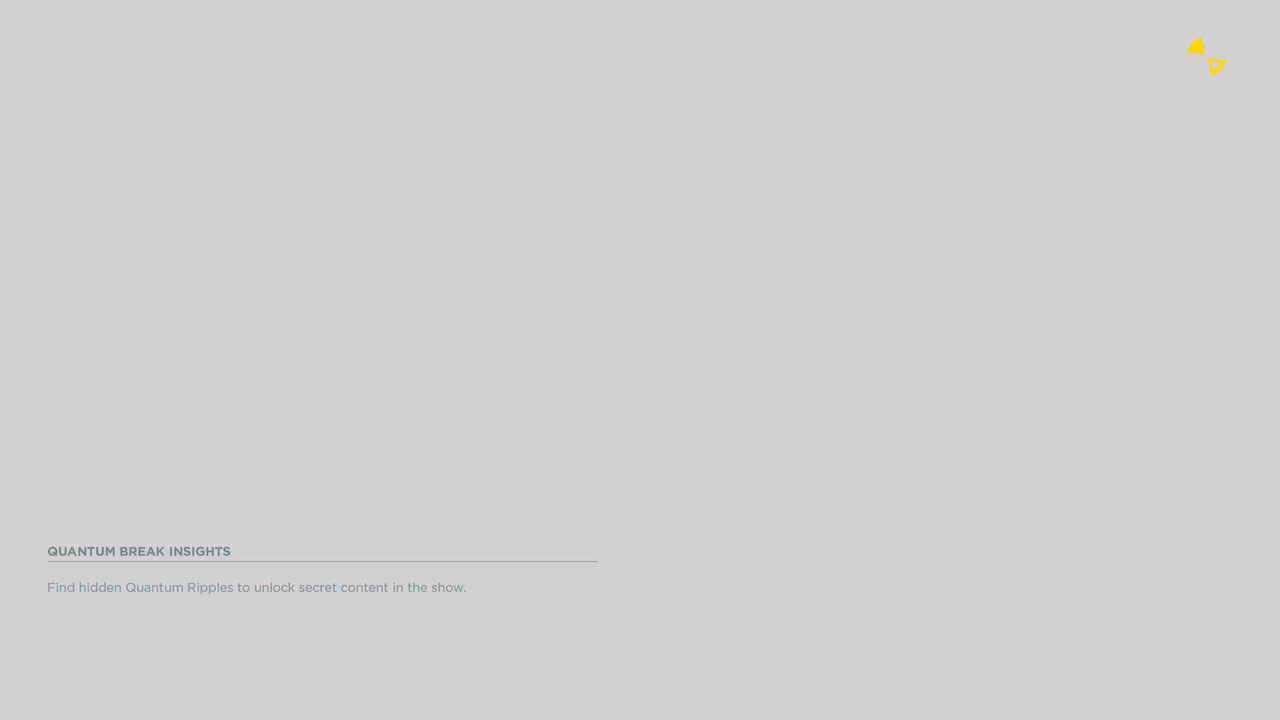 QUANTUM BREAK INSIGHTS
Find hidden Quantum Ripples to unlock secret content in the show.